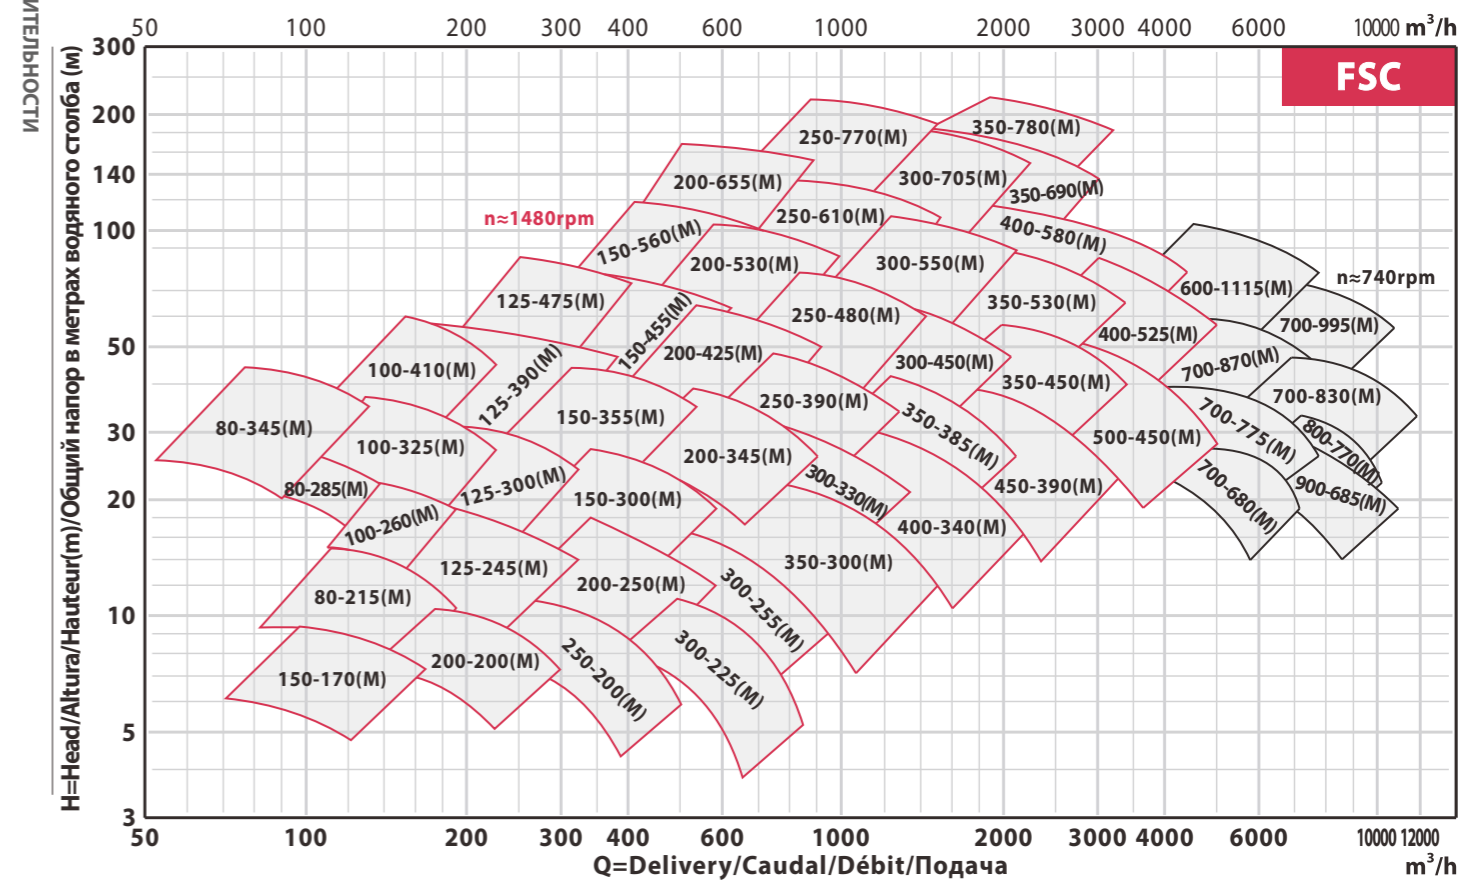 ИТЕЛЬНОСТИ
50 100 200 300 400 600 1000 2000 3000 4000 6000 10000 m³/h
H=Head/Altura/Hauteur(m)/Общий напор в метрах водяного столба (м)
300
200
140
100
50
30
20
10
5
3
FSC
n≈1480rpm
n≈740rpm
350-780(M)
250-770(M)
200-655(M)
300-705(M)
350-690(M)
250-610(M)
150-560(M)
400-580(M)
200-530(M)
300-550(M)
600-1115(M)
125-475(M)
350-530(M)
150-455(M)
250-480(M)
400-525(M)
700-995(M)
200-425(M)
300-450(M)
700-870(M)
100-410(M)
125-390(M)
350-450(M)
700-830(M)
250-390(M)
150-355(M)
350-385(M)
700-775(M)
80-345(M)
500-450(M)
800-770(M)
100-325(M)
200-345(M)
80-285(M)
125-300(M)
150-300(M)
300-330(M)
450-390(M)
700-680(M)
900-685(M)
100-260(M)
400-340(M)
125-245(M)
350-300(M)
200-250(M)
80-215(M)
300-255(M)
200-200(M)
250-200(M)
300-225(M)
150-170(M)
50 100 200 300 400 600 1000 2000 3000 4000 6000 10000 12000
Q=Delivery/Caudal/Débit/Подача m³/h